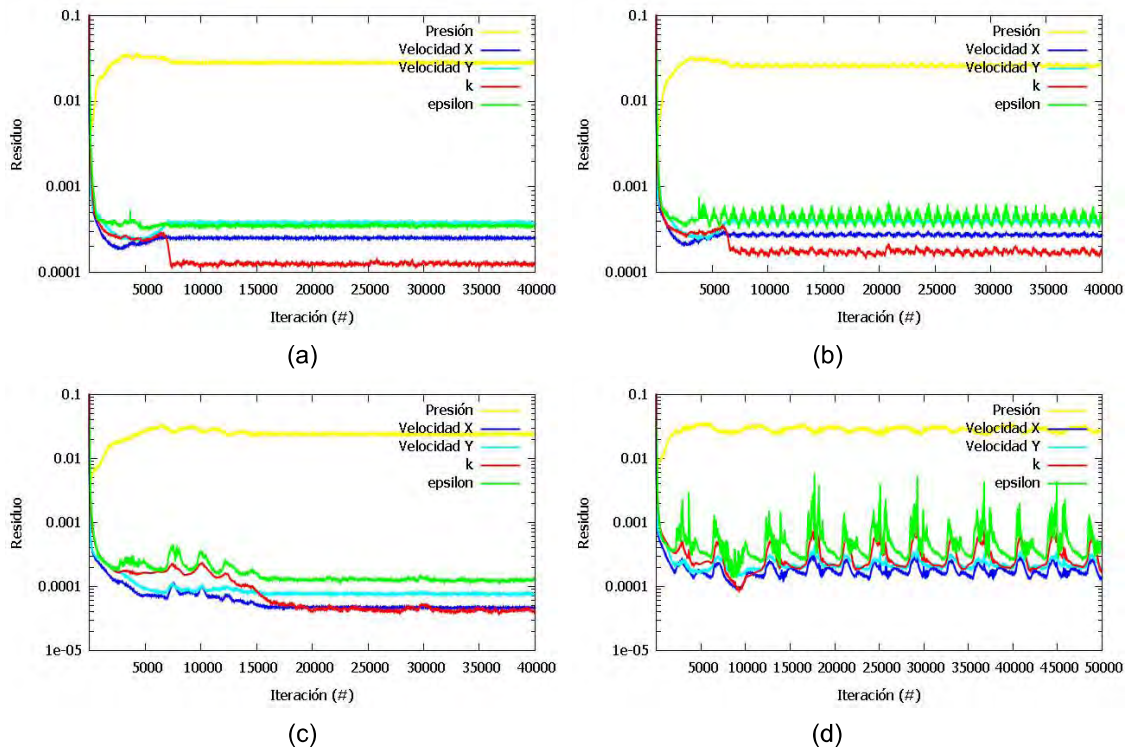 0.1
0.01
0.001
0.0001
Residuo
Presión
Velocidad X
Velocidad Y
k
epsilon
5000 10000 15000 20000 25000 30000 35000 40000
Iteración (#)
(a)
0.1
0.01
0.001
0.0001
Residuo
Presión
Velocidad X
Velocidad Y
k
epsilon
5000 10000 15000 20000 25000 30000 35000 40000
Iteración (#)
(b)
0.1
0.01
0.001
0.0001
1e-05
Residuo
Presión
Velocidad X
Velocidad Y
k
epsilon
5000 10000 15000 20000 25000 30000 35000 40000
Iteración (#)
(c)
0.1
0.01
0.001
0.0001
1e-05
Residuo
Presión
Velocidad X
Velocidad Y
k
epsilon
5000 10000 15000 20000 25000 30000 35000 40000 45000 50000
Iteración (#)
(d)